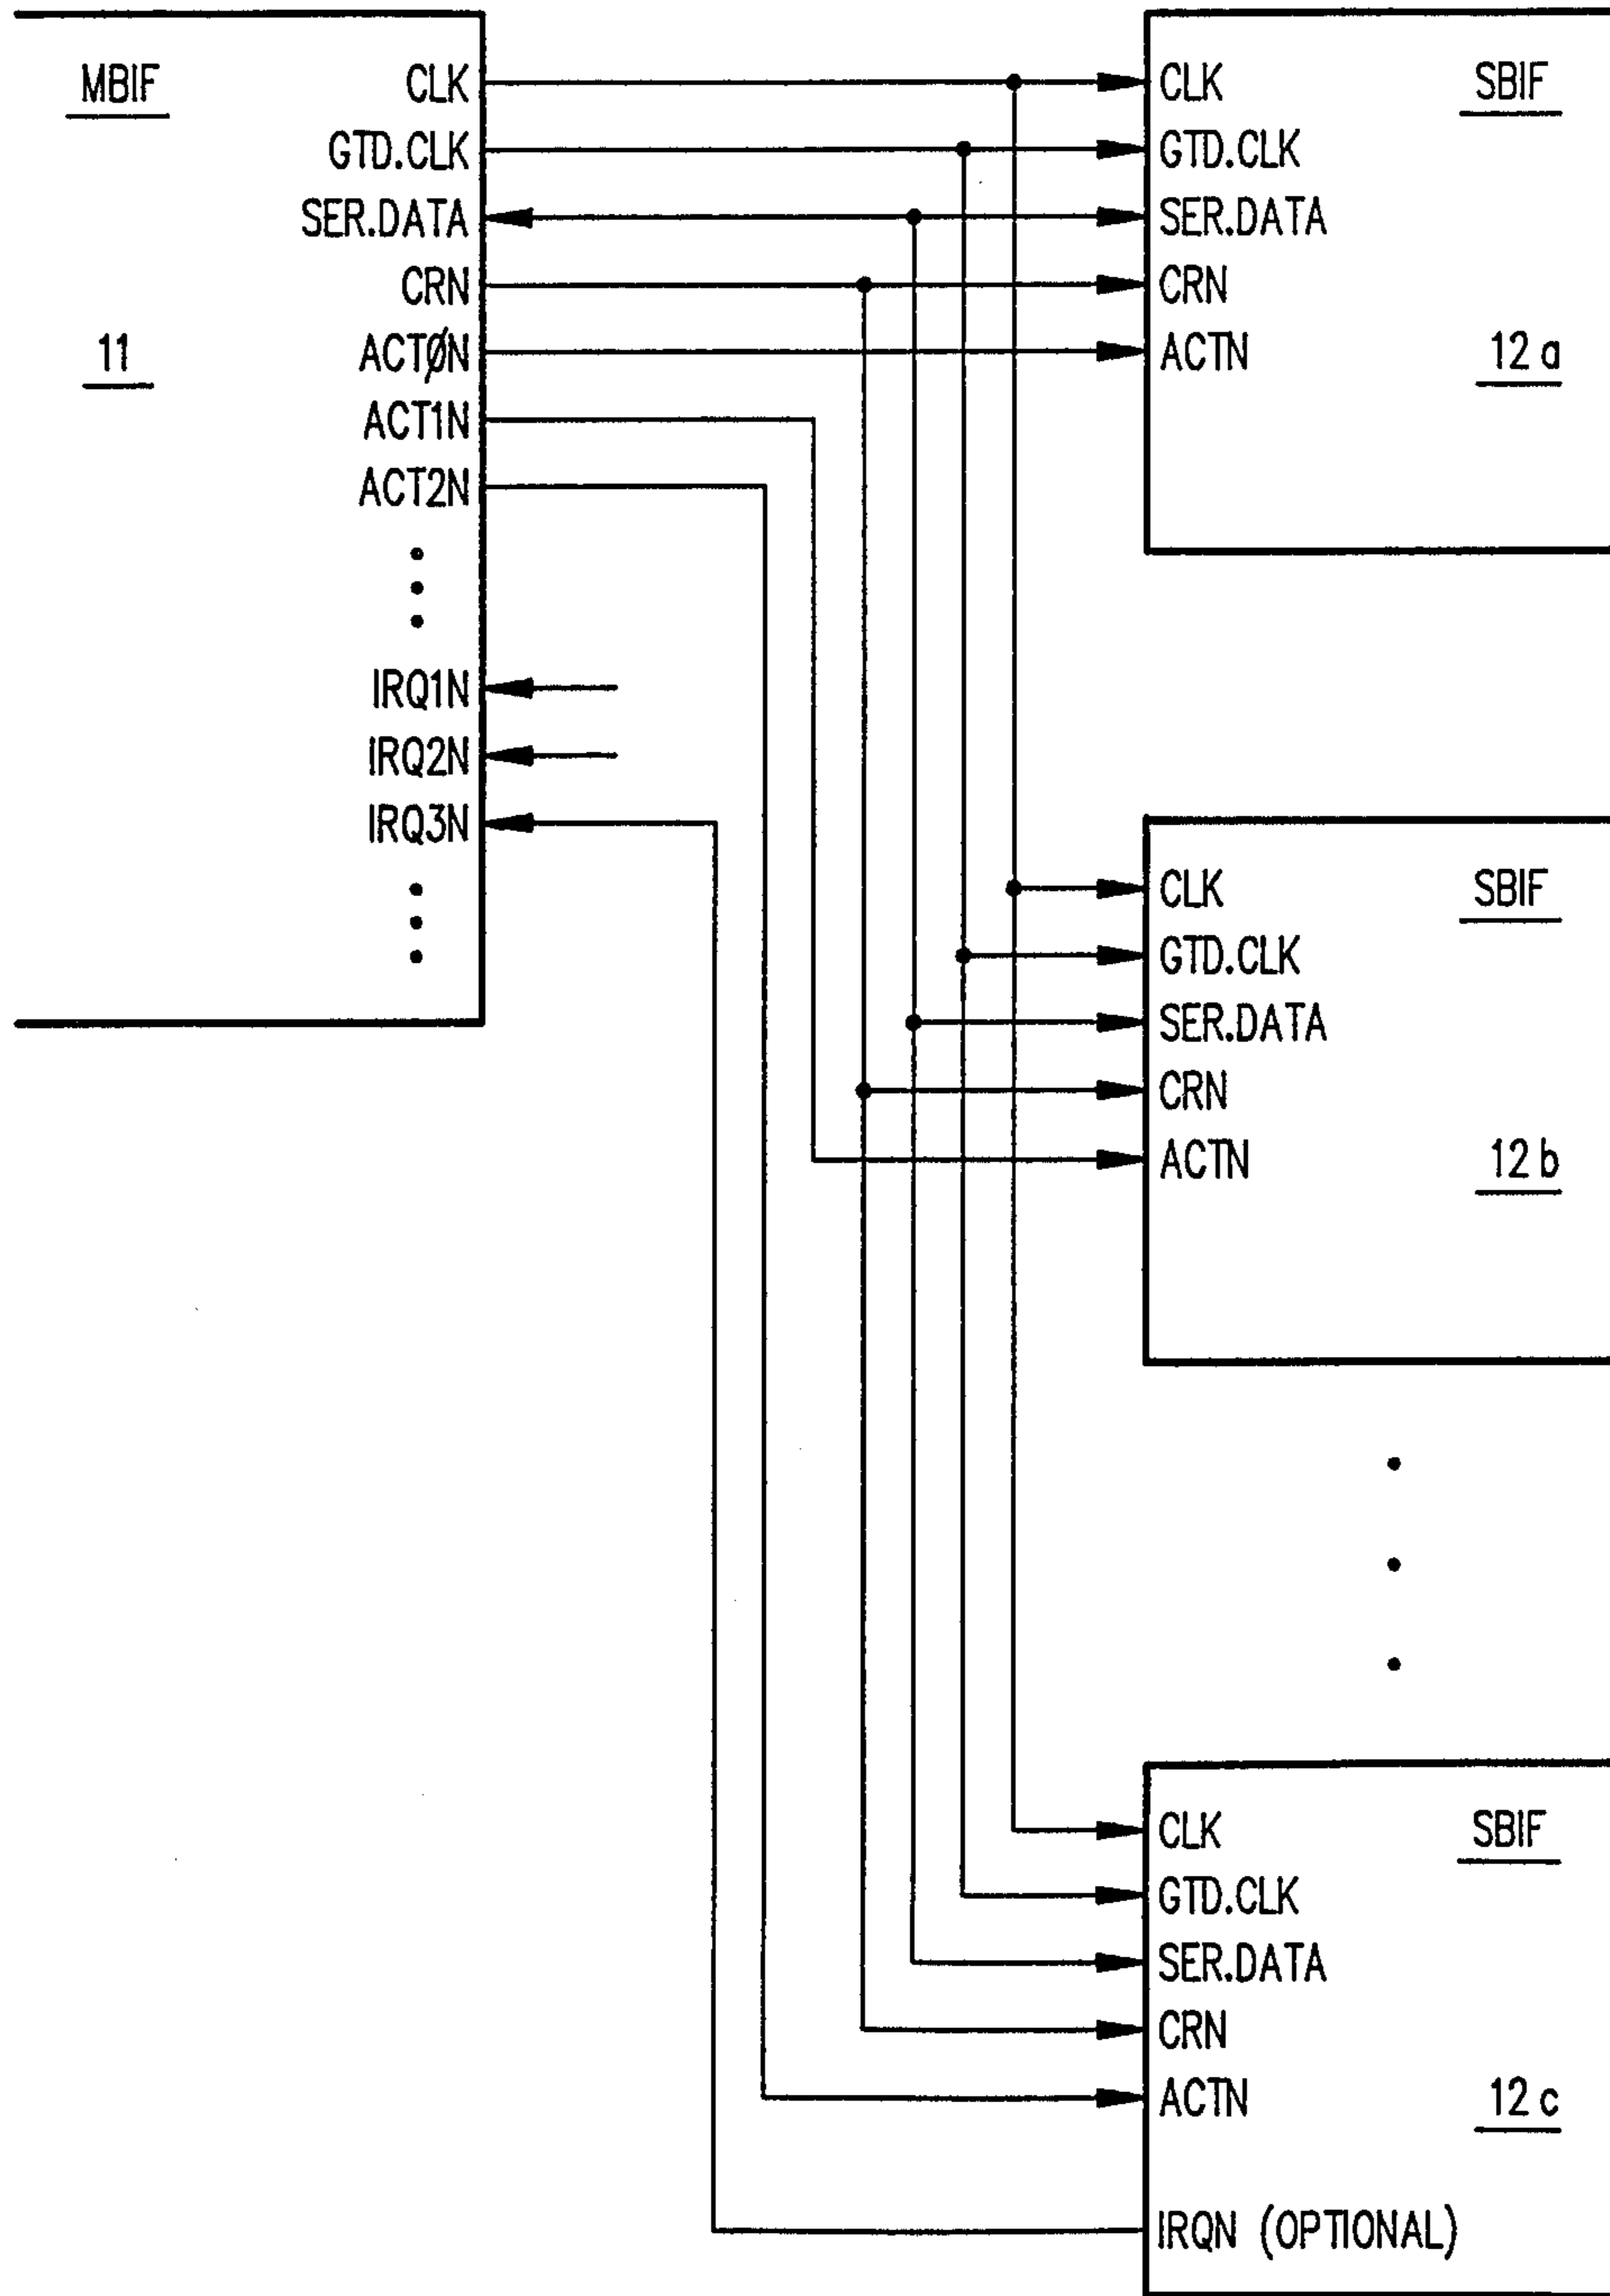 MBIF
11
CLK
GTD.CLK
SER.DATA
CRN
ACTØN
ACT1N
ACT2N
IRQ1N
IRQ2N
IRQ3N
SBIF
CLK
GTD.CLK
SER.DATA
CRN
ACTN
12 a
SBIF
CLK
GTD.CLK
SER.DATA
CRN
ACTN
12 b
SBIF
CLK
GTD.CLK
SER.DATA
CRN
ACTN
12 c
IRQN (OPTIONAL)